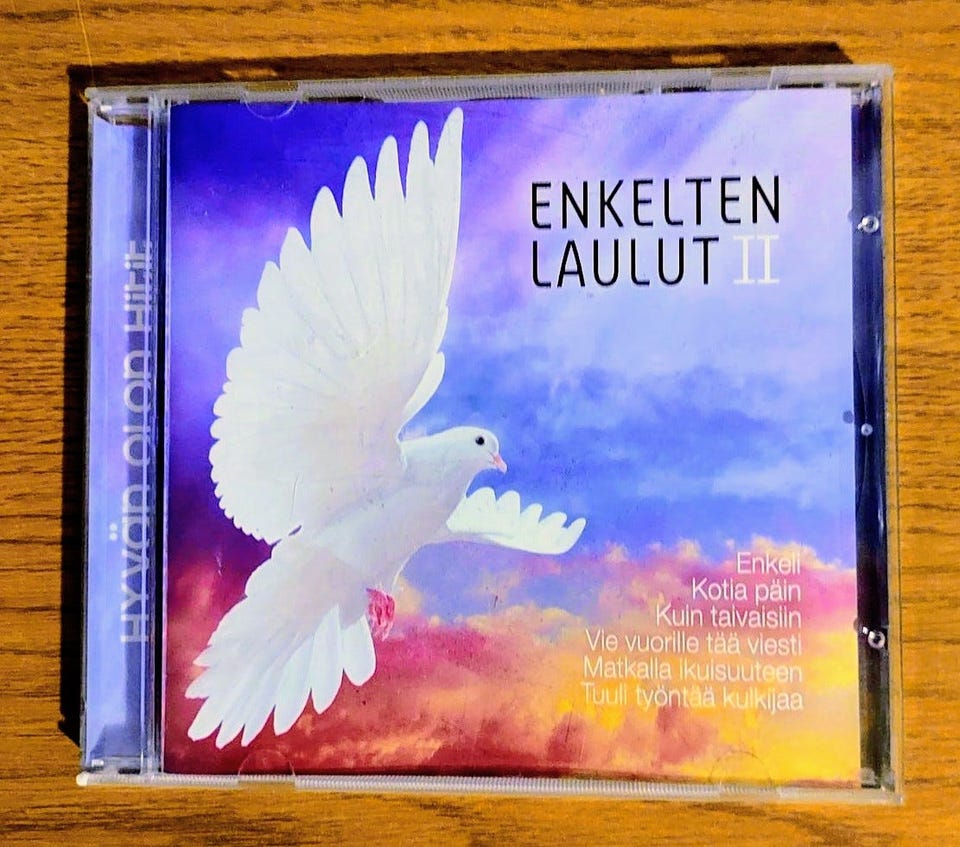 Hyvän olon Hitit
ENKELTEN
LAULUT II
Enkeli
Kotia päin
Kuin taivaisiin
Vie vuorille tää viesti
Matkalla ikuisuuteen
Tuuli työntää kulkijaa